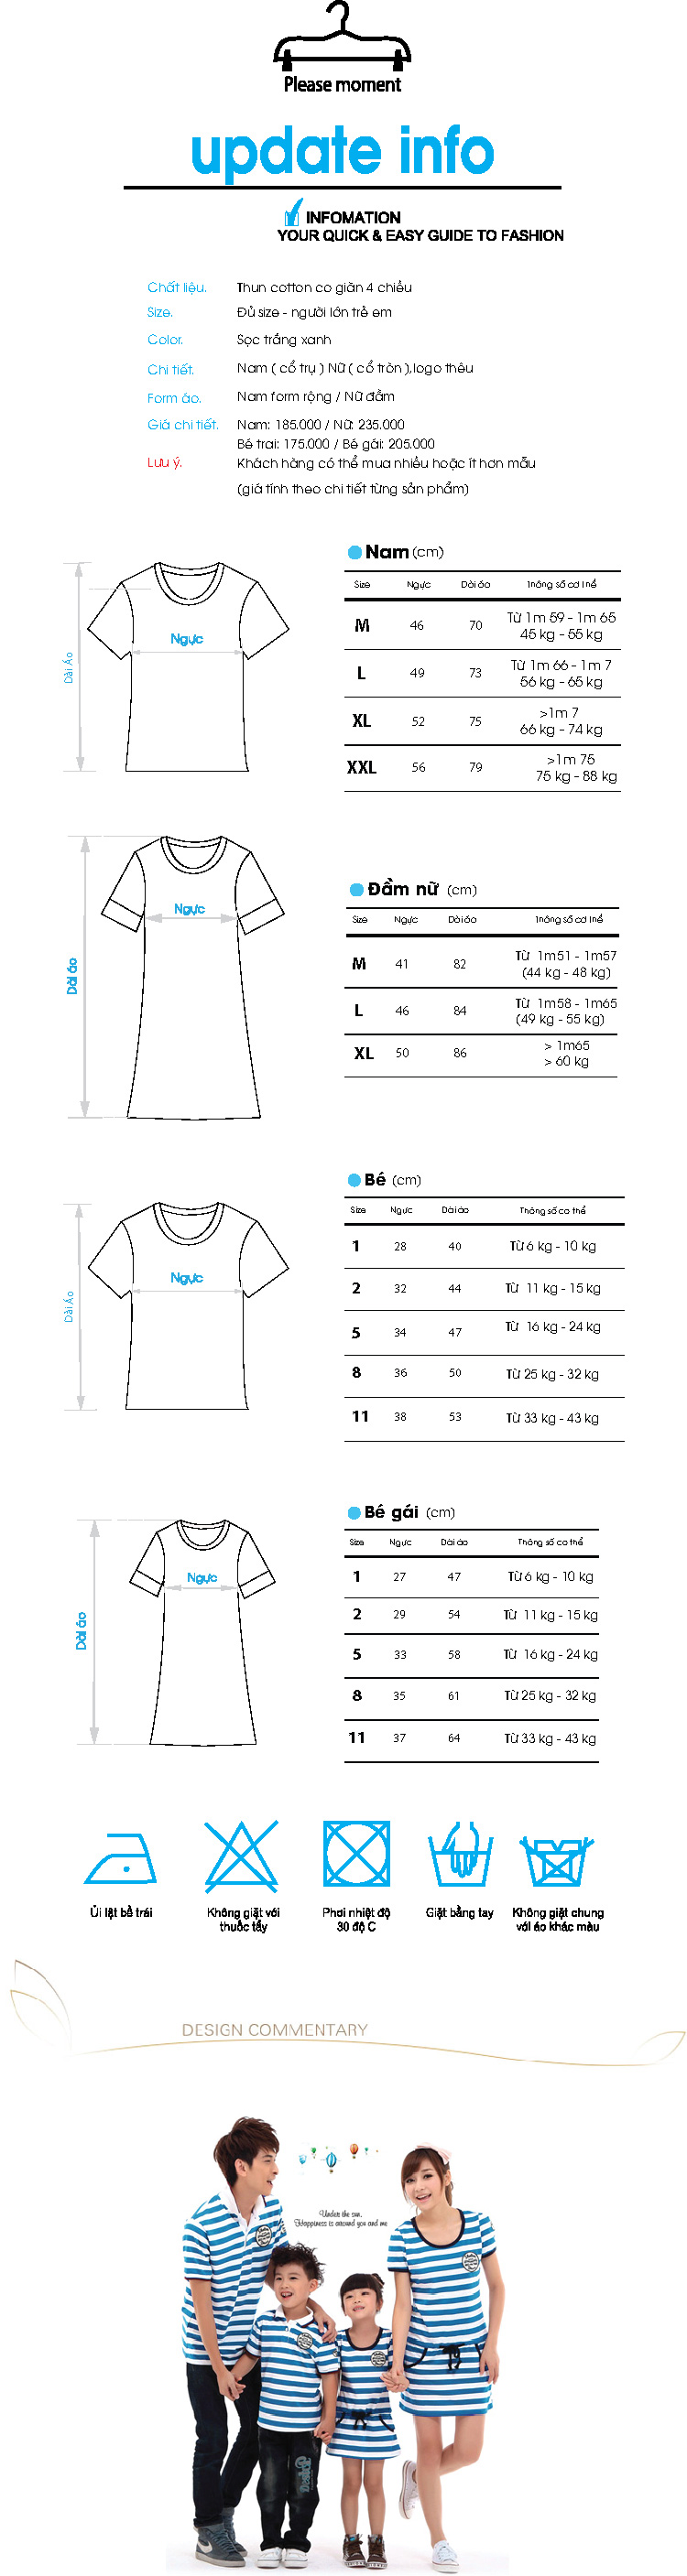 Please moment
update info
INFOMATION
YOUR QUICK & EASY GUIDE TO FASHION
Chất liệu. Thun cotton co giãn 4 chiều
Size. Đủ size - người lớn trẻ em
Color. Sọc trắng xanh
Chi tiết. Nam ( cổ trụ ) Nữ ( cổ tròn ),logo thêu
Form áo. Nam form rộng / Nữ đầm
Giá chi tiết. Nam: 185.000 / Nữ: 235.000
Bé trai: 175.000 / Bé gái: 205.000
Lưu ý. Khách hàng có thể mua nhiều hoặc ít hơn mẫu
(giá tính theo chi tiết từng sản phẩm)
Nam (cm)
Size Ngực Dài áo Thông số cơ thể
M 46 70 Từ 1m 59 - 1m 65
45 kg - 55 kg
L 49 73 Từ 1m 66 - 1m 7
56 kg - 65 kg
XL 52 75 >1m 7
66 kg - 74 kg
XXL 56 79 >1m 75
75 kg - 88 kg
Ngực
Dài Áo
Đầm nữ (cm)
Size Ngực Dài áo Thông số cơ thể
M 41 82 Từ 1m51 - 1m57
(44 kg - 48 kg)
L 46 84 Từ 1m58 - 1m65
(49 kg - 55 kg)
XL 50 86 > 1m65
> 60 kg
Ngực
Dài áo
Bé (cm)
Size Ngực Dài áo Thông số cơ thể
1 28 40 Từ 6 kg - 10 kg
2 32 44 Từ 11 kg - 15 kg
5 34 47 Từ 16 kg - 24 kg
8 36 50 Từ 25 kg - 32 kg
11 38 53 Từ 33 kg - 43 kg
Ngực
Dài Áo
Bé gái (cm)
Size Ngực Dài áo Thông số cơ thể
1 27 47 Từ 6 kg - 10 kg
2 29 54 Từ 11 kg - 15 kg
5 33 58 Từ 16 kg - 24 kg
8 35 61 Từ 25 kg - 32 kg
11 37 64 Từ 33 kg - 43 kg
Ngực
Dài áo
Ủi lật bề trái
Không giặt với
thuốc tẩy
Phơi nhiệt độ
30 độ C
Giặt bằng tay
Không giặt chung
với áo khác màu
DESIGN COMMENTARY
Under the sun.
Happiness is around you and me